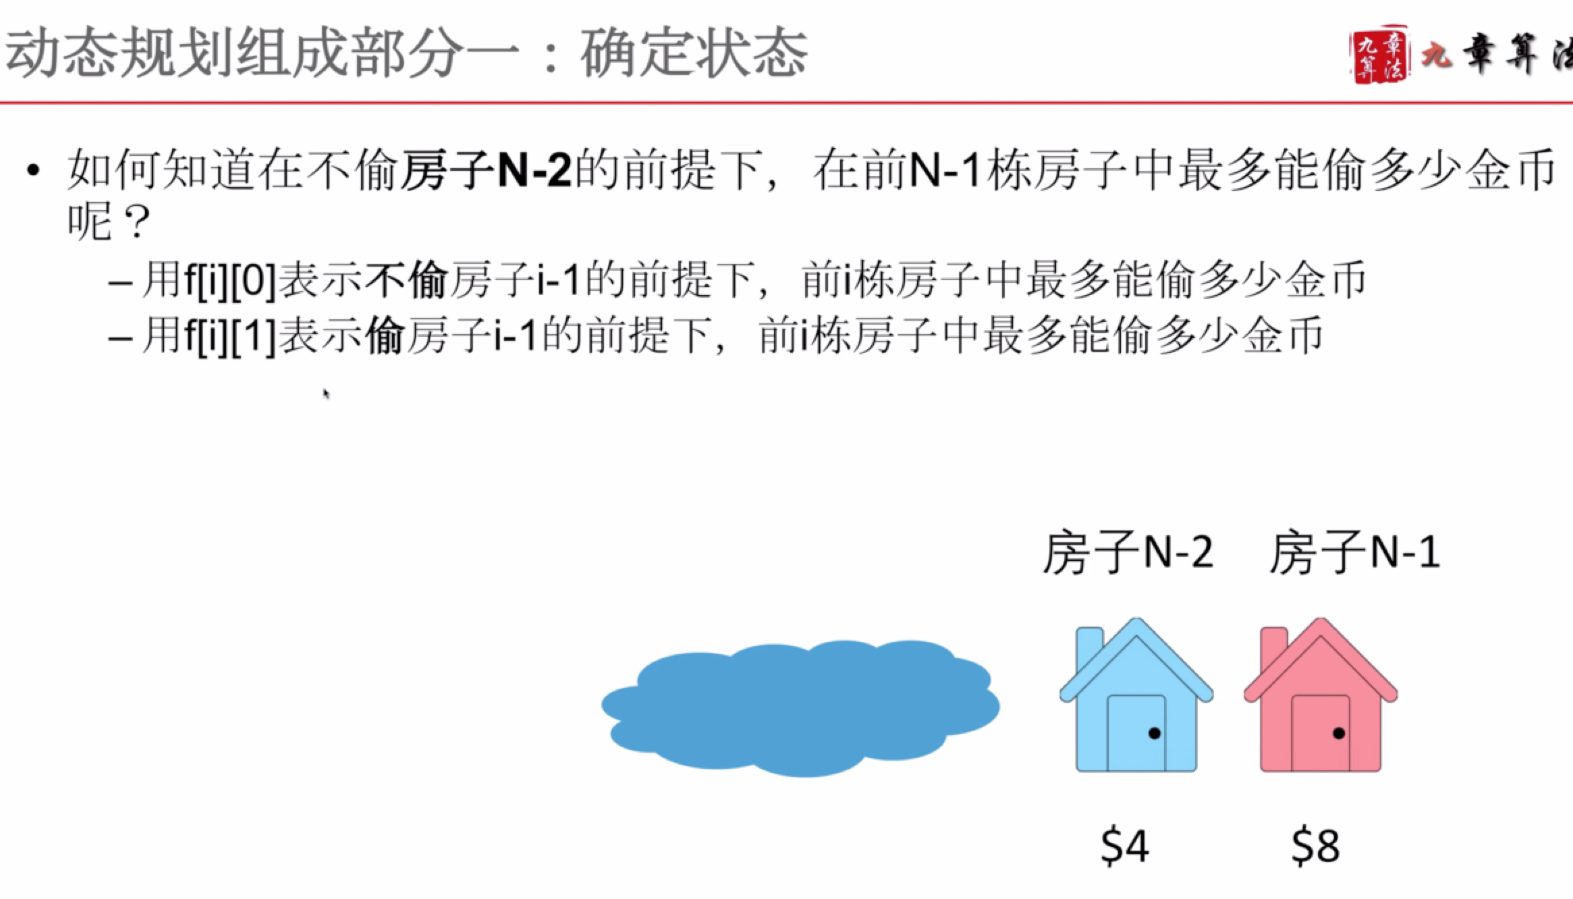 动态规划组成部分一：确定状态
九章算法
九章算法
• 如何知道在不偷房子N-2的前提下，在前N-1栋房子中最多能偷多少金币
呢？
– 用f[i][0]表示不偷房子i-1的前提下，前i栋房子中最多能偷多少金币
– 用f[i][1]表示偷房子i-1的前提下，前i栋房子中最多能偷多少金币
房子N-2 房子N-1
$4 $8